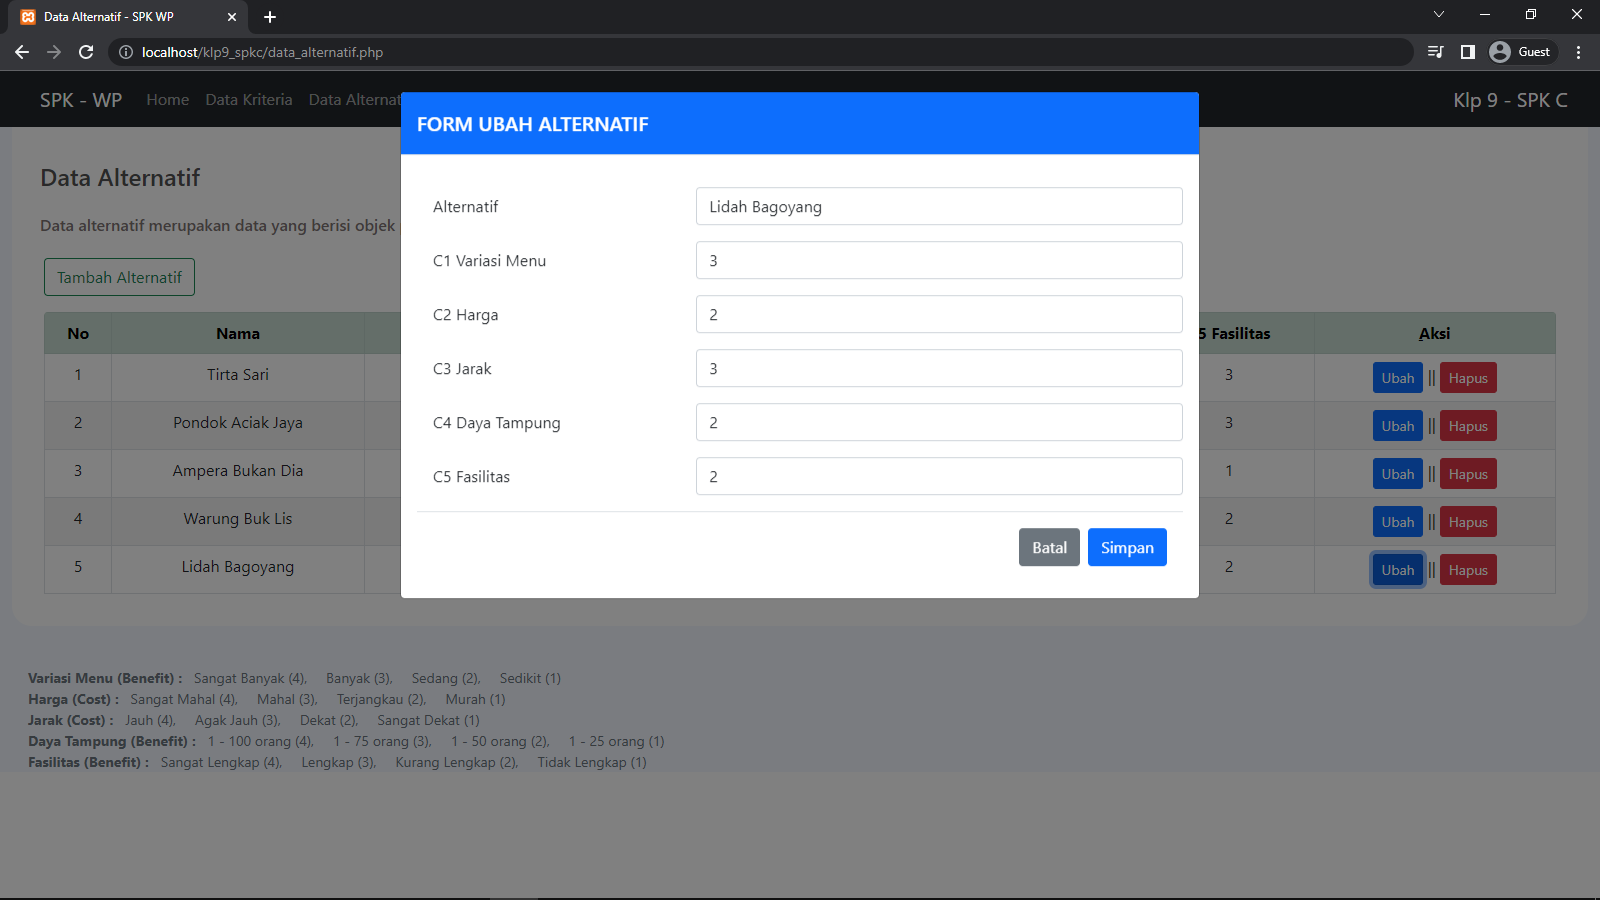 Data Alternatif - SPK WP
localhost/klp9_spkc/data_alternatif.php
Guest
SPK - WP Home Data Kriteria Data Alternat
Klp 9 - SPK C
FORM UBAH ALTERNATIF
Alternatif Lidah Bagoyang
C1 Variasi Menu 3
C2 Harga 2
C3 Jarak 3
C4 Daya Tampung 2
C5 Fasilitas 2
Batal Simpan
Data Alternatif
Data alternatif merupakan data yang berisi objek
Tambah Alternatif
No Nama 5 Fasilitas Aksi
1 Tirta Sari 3 Ubah || Hapus
2 Pondok Aciak Jaya 3 Ubah || Hapus
3 Ampera Bukan Dia 1 Ubah || Hapus
4 Warung Buk Lis 2 Ubah || Hapus
5 Lidah Bagoyang 2 Ubah || Hapus
Variasi Menu (Benefit) : Sangat Banyak (4), Banyak (3), Sedang (2), Sedikit (1)
Harga (Cost) : Sangat Mahal (4), Mahal (3), Terjangkau (2), Murah (1)
Jarak (Cost) : Jauh (4), Agak Jauh (3), Dekat (2), Sangat Dekat (1)
Daya Tampung (Benefit) : 1 - 100 orang (4), 1 - 75 orang (3), 1 - 50 orang (2), 1 - 25 orang (1)
Fasilitas (Benefit) : Sangat Lengkap (4), Lengkap (3), Kurang Lengkap (2), Tidak Lengkap (1)